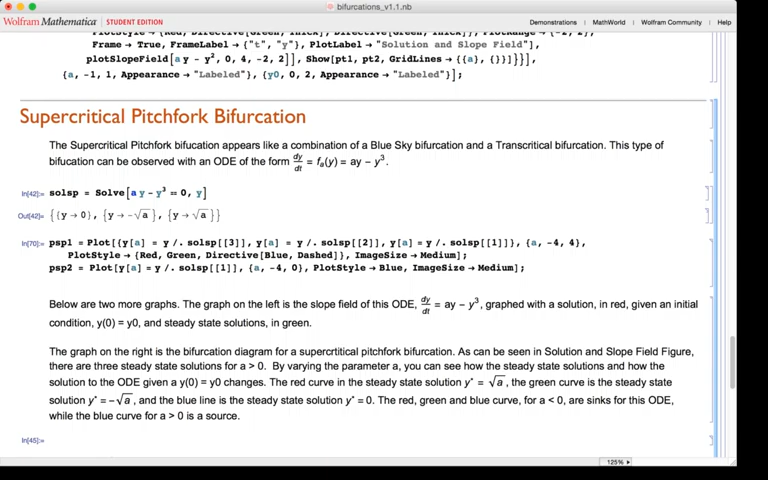 bifurcations_v1.1.nb
Wolfram Mathematica | STUDENT EDITION
Demonstrations | MathWorld | Wolfram Community | Help
Frame → True, FrameLabel → {"t", "y"}, PlotLabel → "Solution and Slope Field"],
plotSlopeField[a y - y², 0, 4, -2, 2]], Show[pt1, pt2, GridLines → {{a}, {}}]}}],
{a, -1, 1, Appearance → "Labeled"}, {y0, 0, 2, Appearance → "Labeled"}];
Supercritical Pitchfork Bifurcation
The Supercritical Pitchfork bifucation appears like a combination of a Blue Sky bifurcation and a Transcritical bifurcation. This type of
bifucation can be observed with an ODE of the form dy/dt = fₐ(y) = ay − y³.
In[42]:= solsp = Solve[a y - y³ == 0, y]
Out[42]= {{y → 0}, {y → -√a}, {y → √a}}
In[70]:= psp1 = Plot[{y[a] = y /. solsp[[3]], y[a] = y /. solsp[[2]], y[a] = y /. solsp[[1]]}, {a, -4, 4},
PlotStyle → {Red, Green, Directive[Blue, Dashed]}, ImageSize → Medium];
psp2 = Plot[y[a] = y /. solsp[[1]], {a, -4, 0}, PlotStyle → Blue, ImageSize → Medium];
Below are two more graphs. The graph on the left is the slope field of this ODE, dy/dt = ay − y³, graphed with a solution, in red, given an initial
condition, y(0) = y0, and steady state solutions, in green.
The graph on the right is the bifurcation diagram for a supercrtitical pitchfork bifurcation. As can be seen in Solution and Slope Field Figure,
there are three steady state solutions for a > 0. By varying the parameter a, you can see how the steady state solutions and how the
solution to the ODE given a y(0) = y0 changes. The red curve in the steady state solution y* = √a, the green curve is the steady state
solution y* = −√a, and the blue line is the steady state solution y* = 0. The red, green and blue curve, for a < 0, are sinks for this ODE,
while the blue curve for a > 0 is a source.
In[45]:=
125%